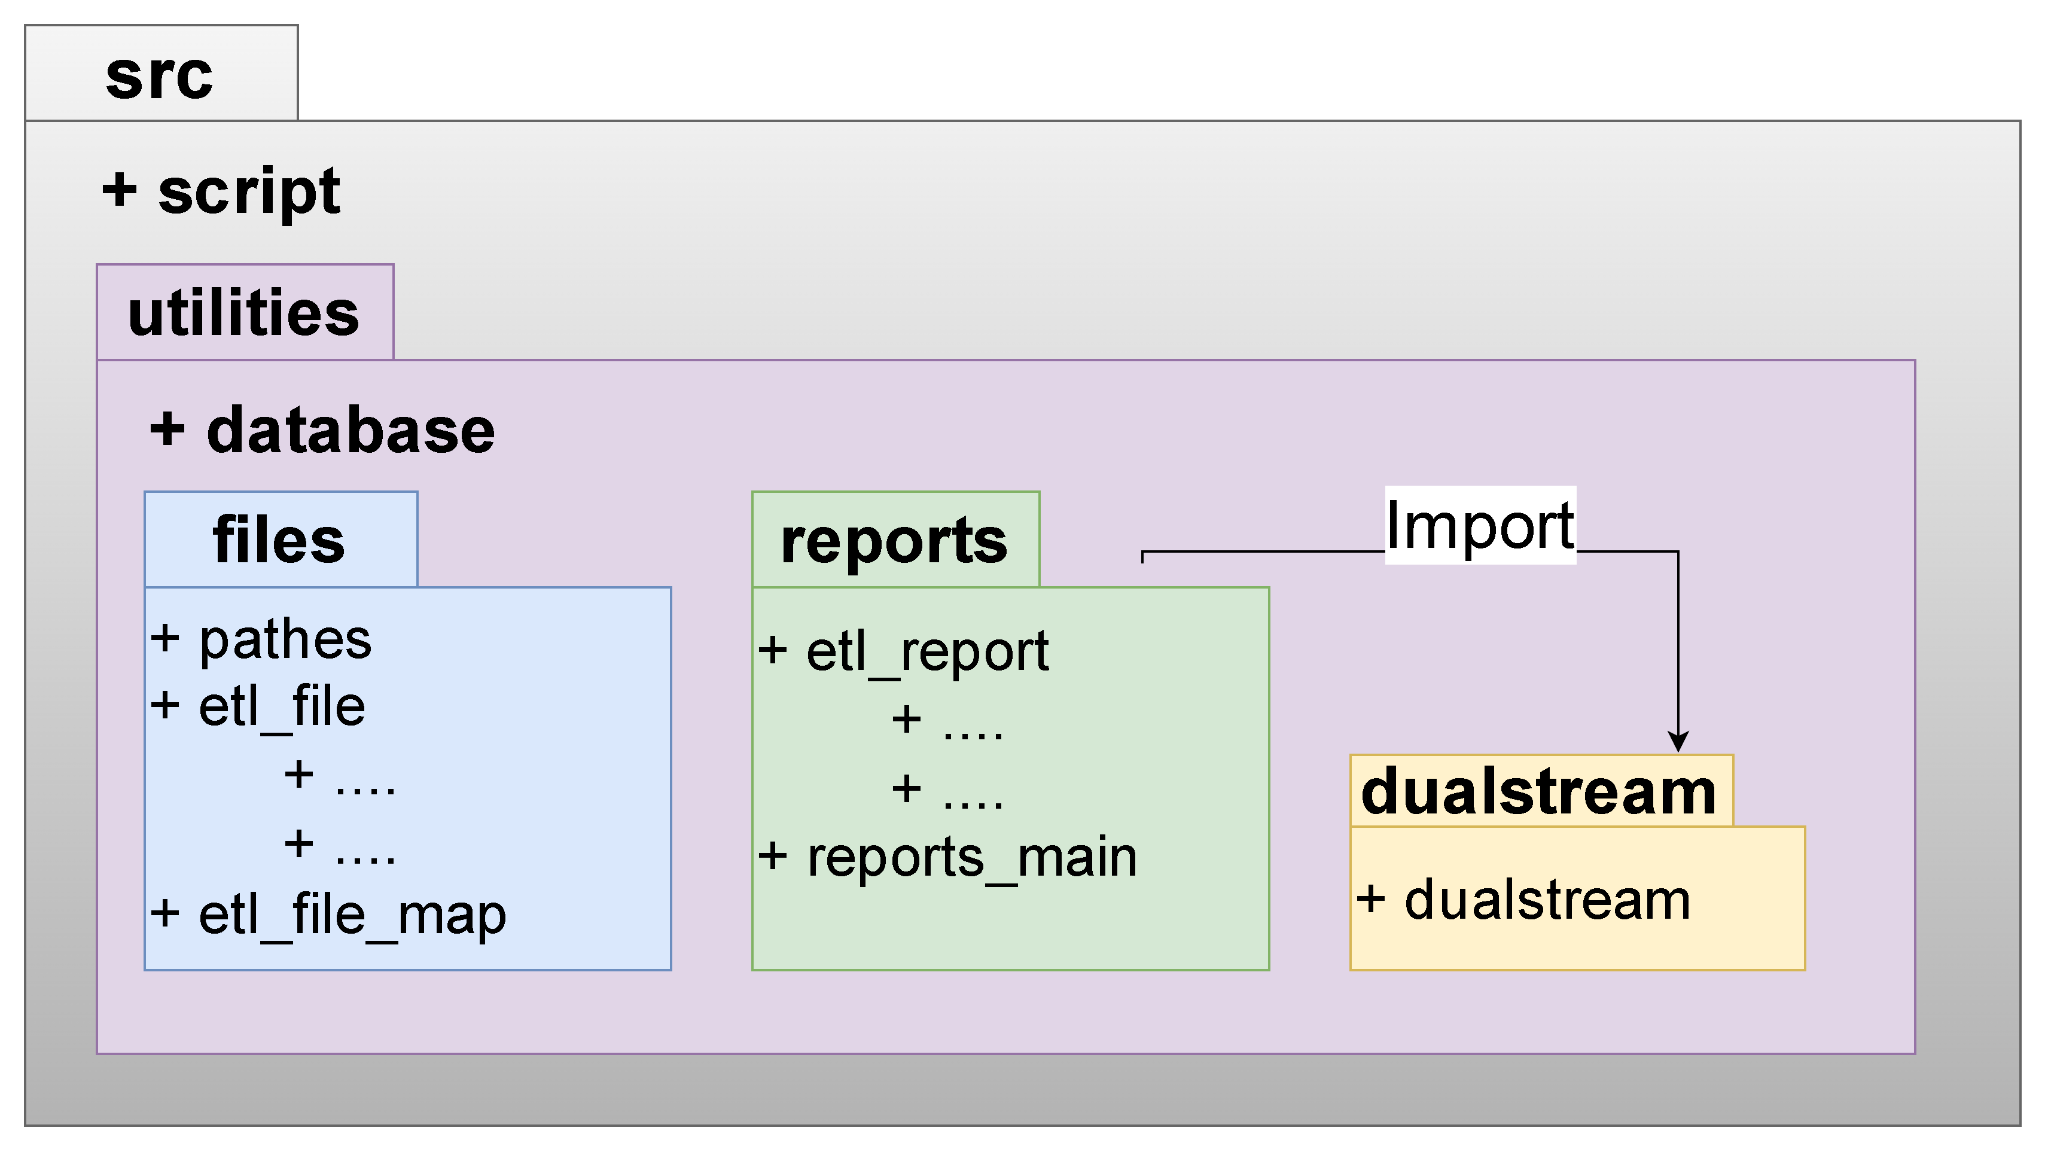 src
+ script
utilities
+ database
files
+ pathes
+ etl_file
+ ....
+ ....
+ etl_file_map
reports
+ etl_report
+ ....
+ ....
+ reports_main
Import
dualstream
+ dualstream